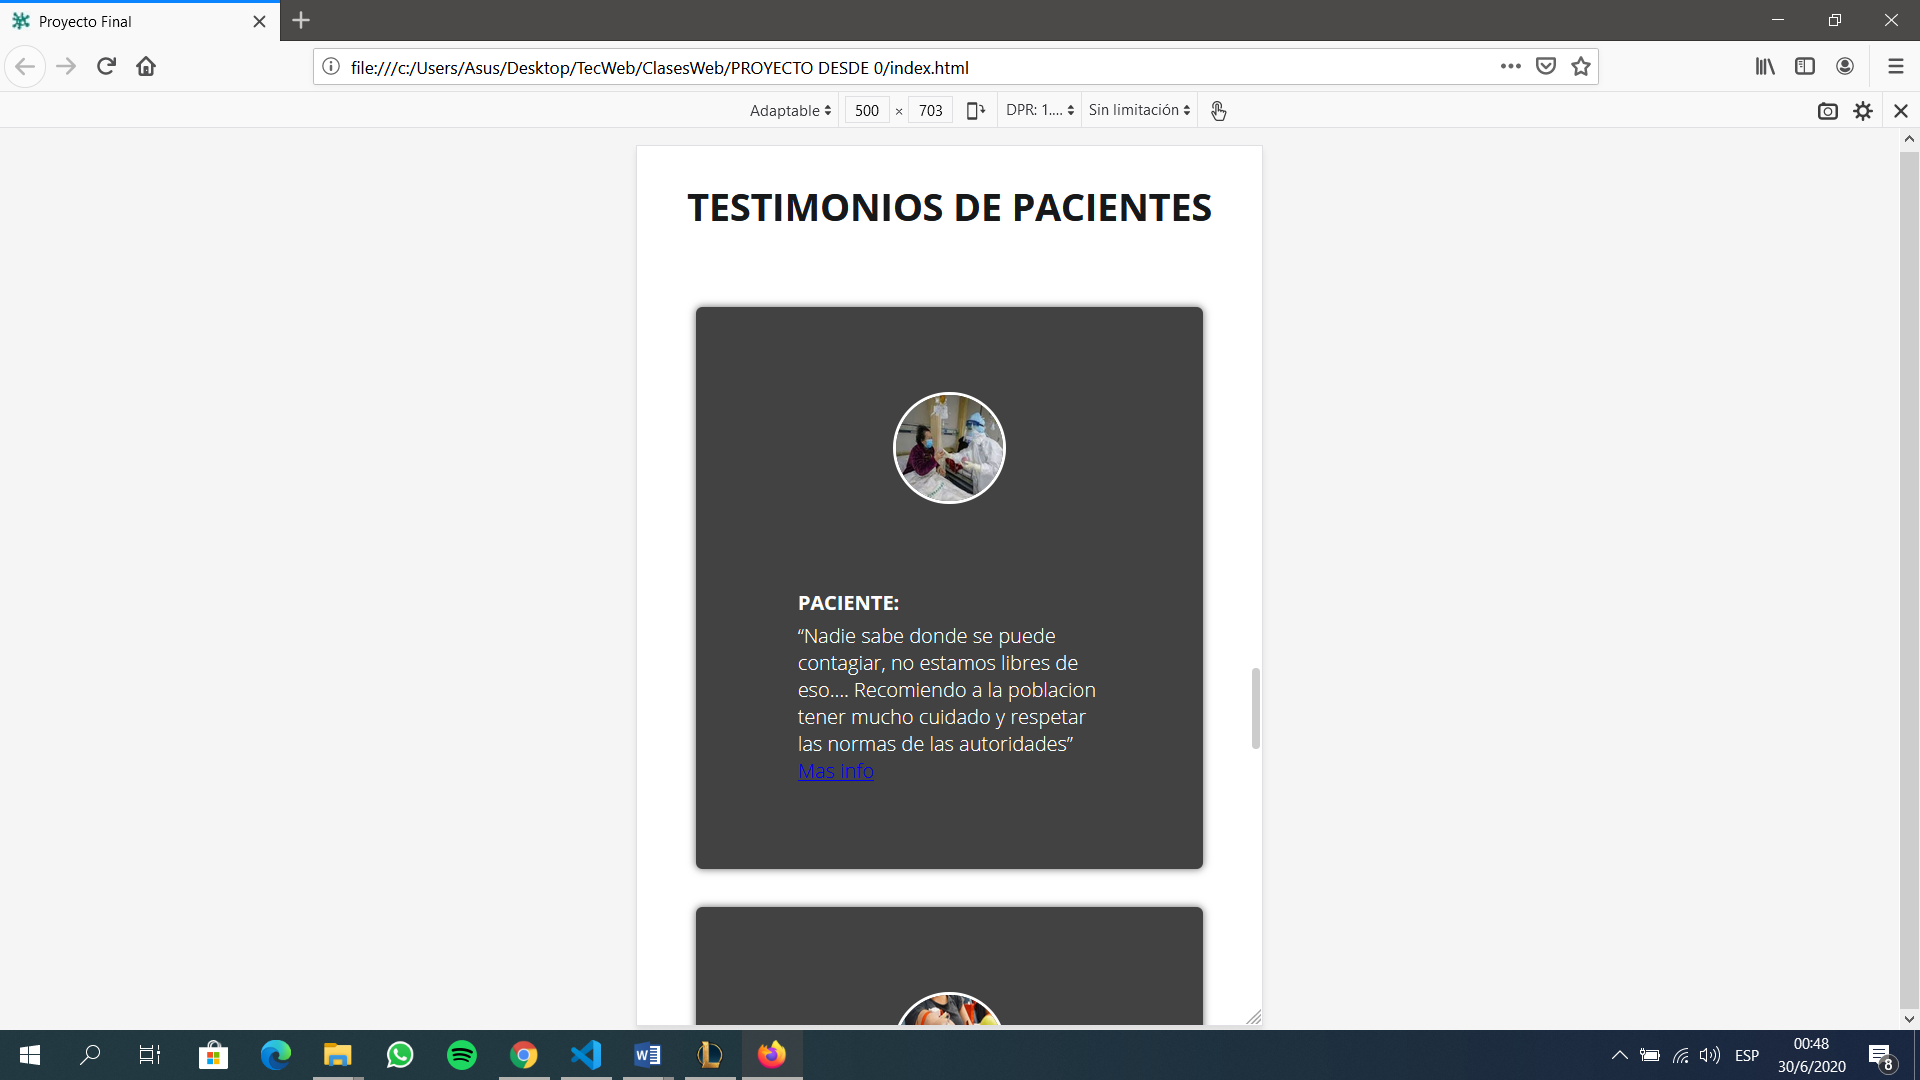 Proyecto Final
file:///c:/Users/Asus/Desktop/TecWeb/ClasesWeb/PROYECTO DESDE 0/index.html
Adaptable 500 × 703 DPR: 1.... Sin limitación
TESTIMONIOS DE PACIENTES
PACIENTE:
“Nadie sabe donde se puede
contagiar, no estamos libres de
eso.... Recomiendo a la poblacion
tener mucho cuidado y respetar
las normas de las autoridades”
Mas info
ESP
00:48
30/6/2020
8